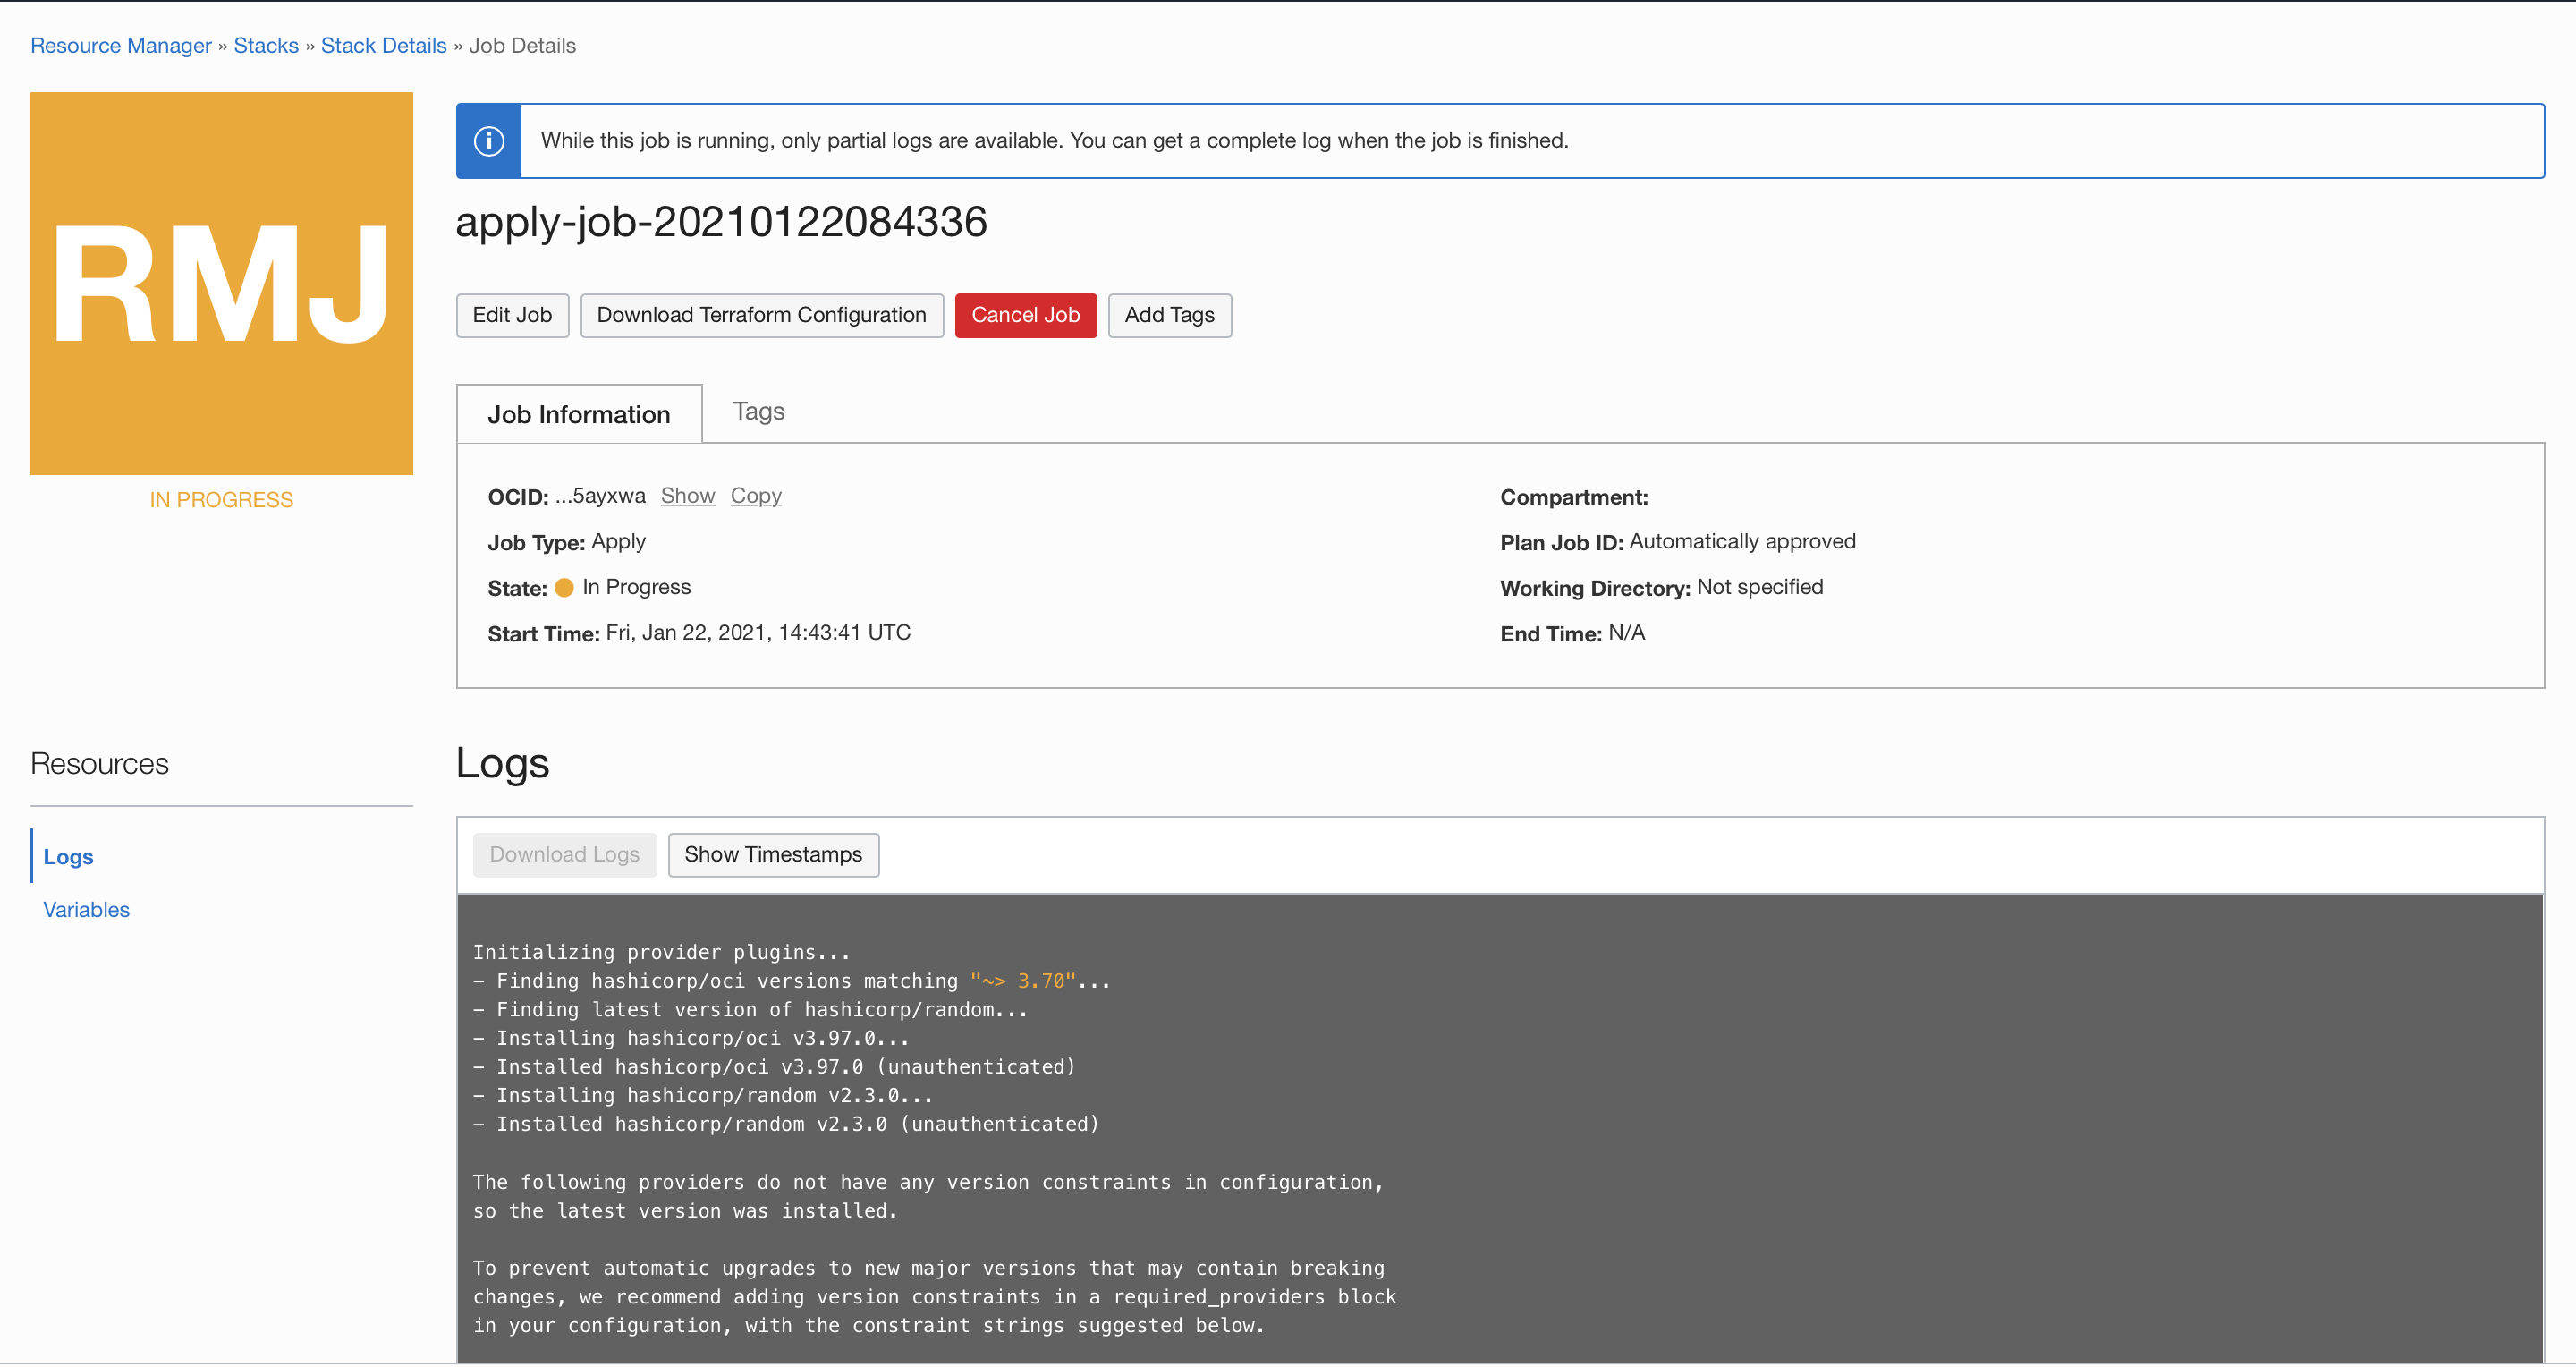 Resource Manager » Stacks » Stack Details » Job Details
RMJ
IN PROGRESS
While this job is running, only partial logs are available. You can get a complete log when the job is finished.
apply-job-20210122084336
Edit Job Download Terraform Configuration Cancel Job Add Tags
Job Information Tags
OCID: ...5ayxwa Show Copy
Job Type: Apply
State: In Progress
Start Time: Fri, Jan 22, 2021, 14:43:41 UTC
Compartment:
Plan Job ID: Automatically approved
Working Directory: Not specified
End Time: N/A
Resources
Logs
Variables
Logs
Download Logs Show Timestamps
Initializing provider plugins...
- Finding hashicorp/oci versions matching "~> 3.70"...
- Finding latest version of hashicorp/random...
- Installing hashicorp/oci v3.97.0...
- Installed hashicorp/oci v3.97.0 (unauthenticated)
- Installing hashicorp/random v2.3.0...
- Installed hashicorp/random v2.3.0 (unauthenticated)
The following providers do not have any version constraints in configuration,
so the latest version was installed.
To prevent automatic upgrades to new major versions that may contain breaking
changes, we recommend adding version constraints in a required_providers block
in your configuration, with the constraint strings suggested below.